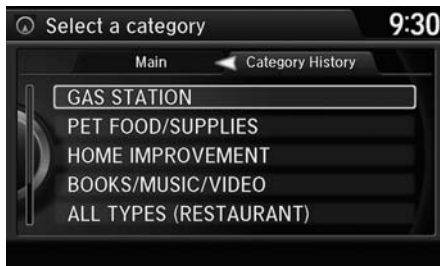 Select a category 9:30
Main Category History
GAS STATION
PET FOOD/SUPPLIES
HOME IMPROVEMENT
BOOKS/MUSIC/VIDEO
ALL TYPES (RESTAURANT)